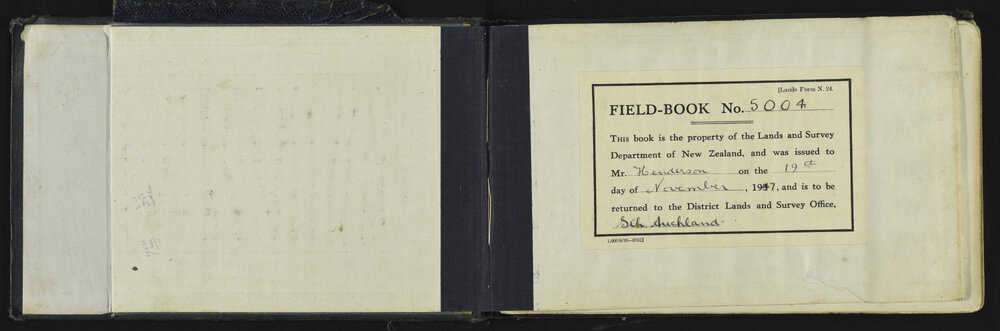 [Lands Form N. 24.
FIELD-BOOK No. 5004
THIS book is the property of the Lands and Survey
Department of New Zealand, and was issued to
Mr. Henderson on the 19th
day of November, 1947, and is to be
returned to the District Lands and Survey Office,
Sth Auckland.